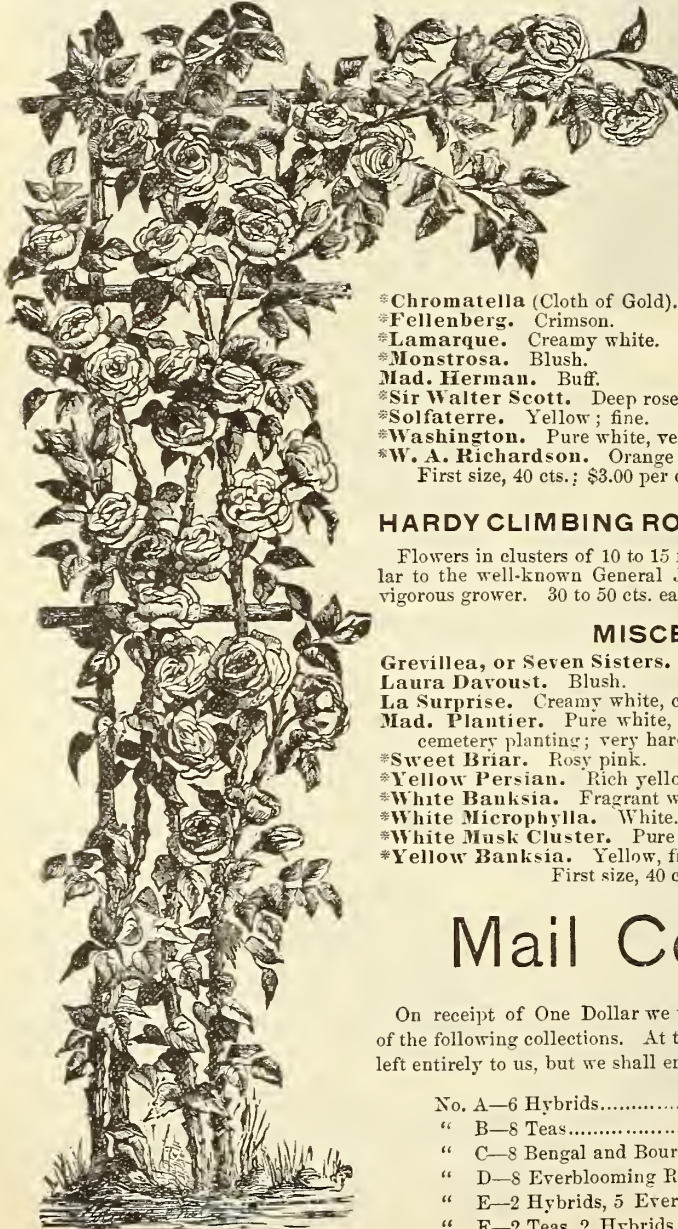 *Chromatella (Cloth of Gold).
*Fellenberg. Crimson.
*Lamarque. Creamy white.
*Monstrosa. Blush.
Mad. Herman. Buff.
*Sir Walter Scott. Deep rose
*Solfaterre. Yellow; fine.
*Washington. Pure white, ve
*W. A. Richardson. Orange
First size, 40 cts.; $3.00 per
HARDY CLIMBING RO
Flowers in clusters of 10 to 15
lar to the well-known General J
vigorous grower. 30 to 50 cts. ea
MISCE
Grevillea, or Seven Sisters.
Laura Davoust. Blush.
La Surprise. Creamy white, c
Mad. Plantier. Pure white,
cemetery planting; very har
*Sweet Briar. Rosy pink.
*Yellow Persian. Rich yello
*White Banksia. Fragrant w
*White Microphylla. White.
*White Musk Cluster. Pure
*Yellow Banksia. Yellow, f
First size, 40 c
Mail Co
On receipt of One Dollar we
of the following collections. At t
left entirely to us, but we shall en
No. A—6 Hybrids.............
" B—8 Teas.................
" C—8 Bengal and Bour
" D—8 Everblooming R
" E—2 Hybrids, 5 Ever
" F—2 Teas, 2 Hybrids